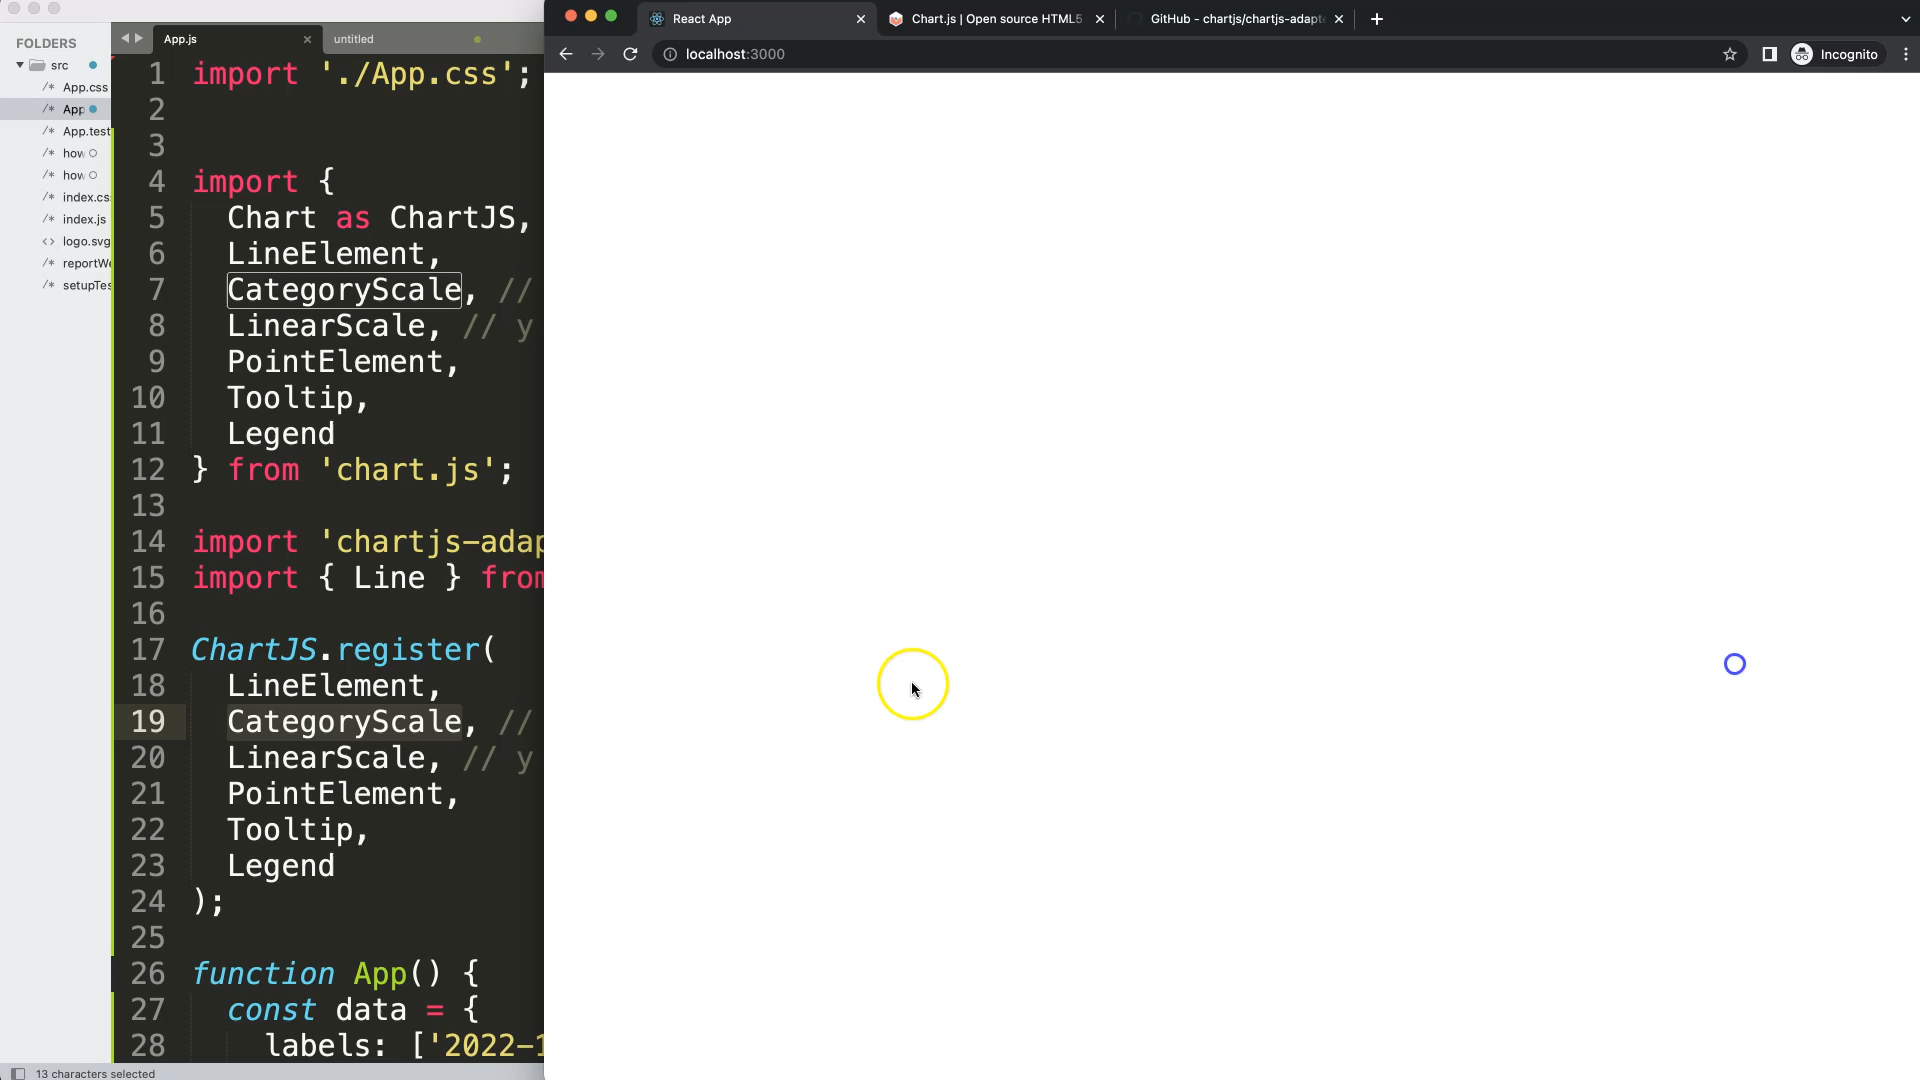 FOLDERS
src
App.css
App
App.test
how
how
index.cs
index.js
logo.svg
reportWe
setupTes
App.js
untitled
1 import './App.css';
2
3
4 import {
5 Chart as ChartJS,
6 LineElement,
7 CategoryScale, //
8 LinearScale, // y
9 PointElement,
10 Tooltip,
11 Legend
12 } from 'chart.js';
13
14 import 'chartjs-adap
15 import { Line } from
16
17 ChartJS.register(
18 LineElement,
19 CategoryScale, //
20 LinearScale, // y
21 PointElement,
22 Tooltip,
23 Legend
24 );
25
26 function App() {
27 const data = {
28 labels: ['2022-1
13 characters selected
React App
Chart.js | Open source HTML5
GitHub - chartjs/chartjs-adapt
localhost:3000
Incognito